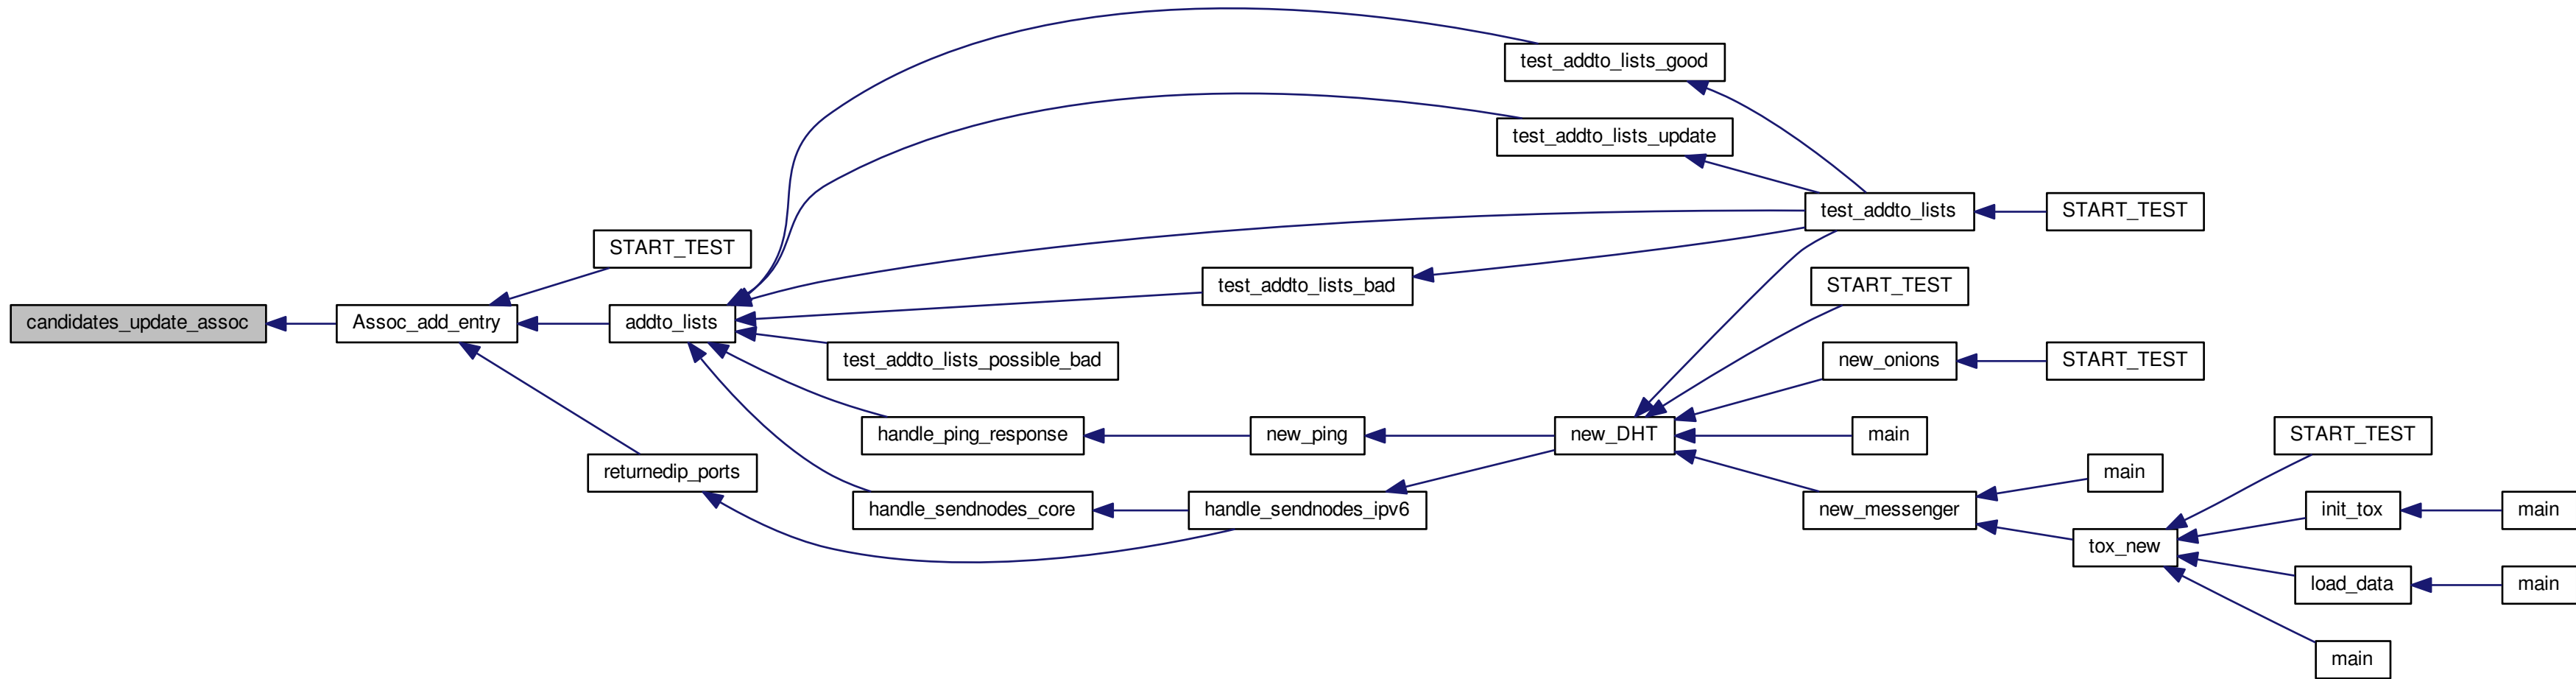 test_addto_lists_good
test_addto_lists_update
test_addto_lists
START_TEST
START_TEST
test_addto_lists_bad
START_TEST
candidates_update_assoc
Assoc_add_entry
addto_lists
test_addto_lists_possible_bad
new_onions
START_TEST
handle_ping_response
new_ping
new_DHT
main
START_TEST
returnedip_ports
main
handle_sendnodes_core
handle_sendnodes_ipv6
new_messenger
init_tox
main
tox_new
load_data
main
main